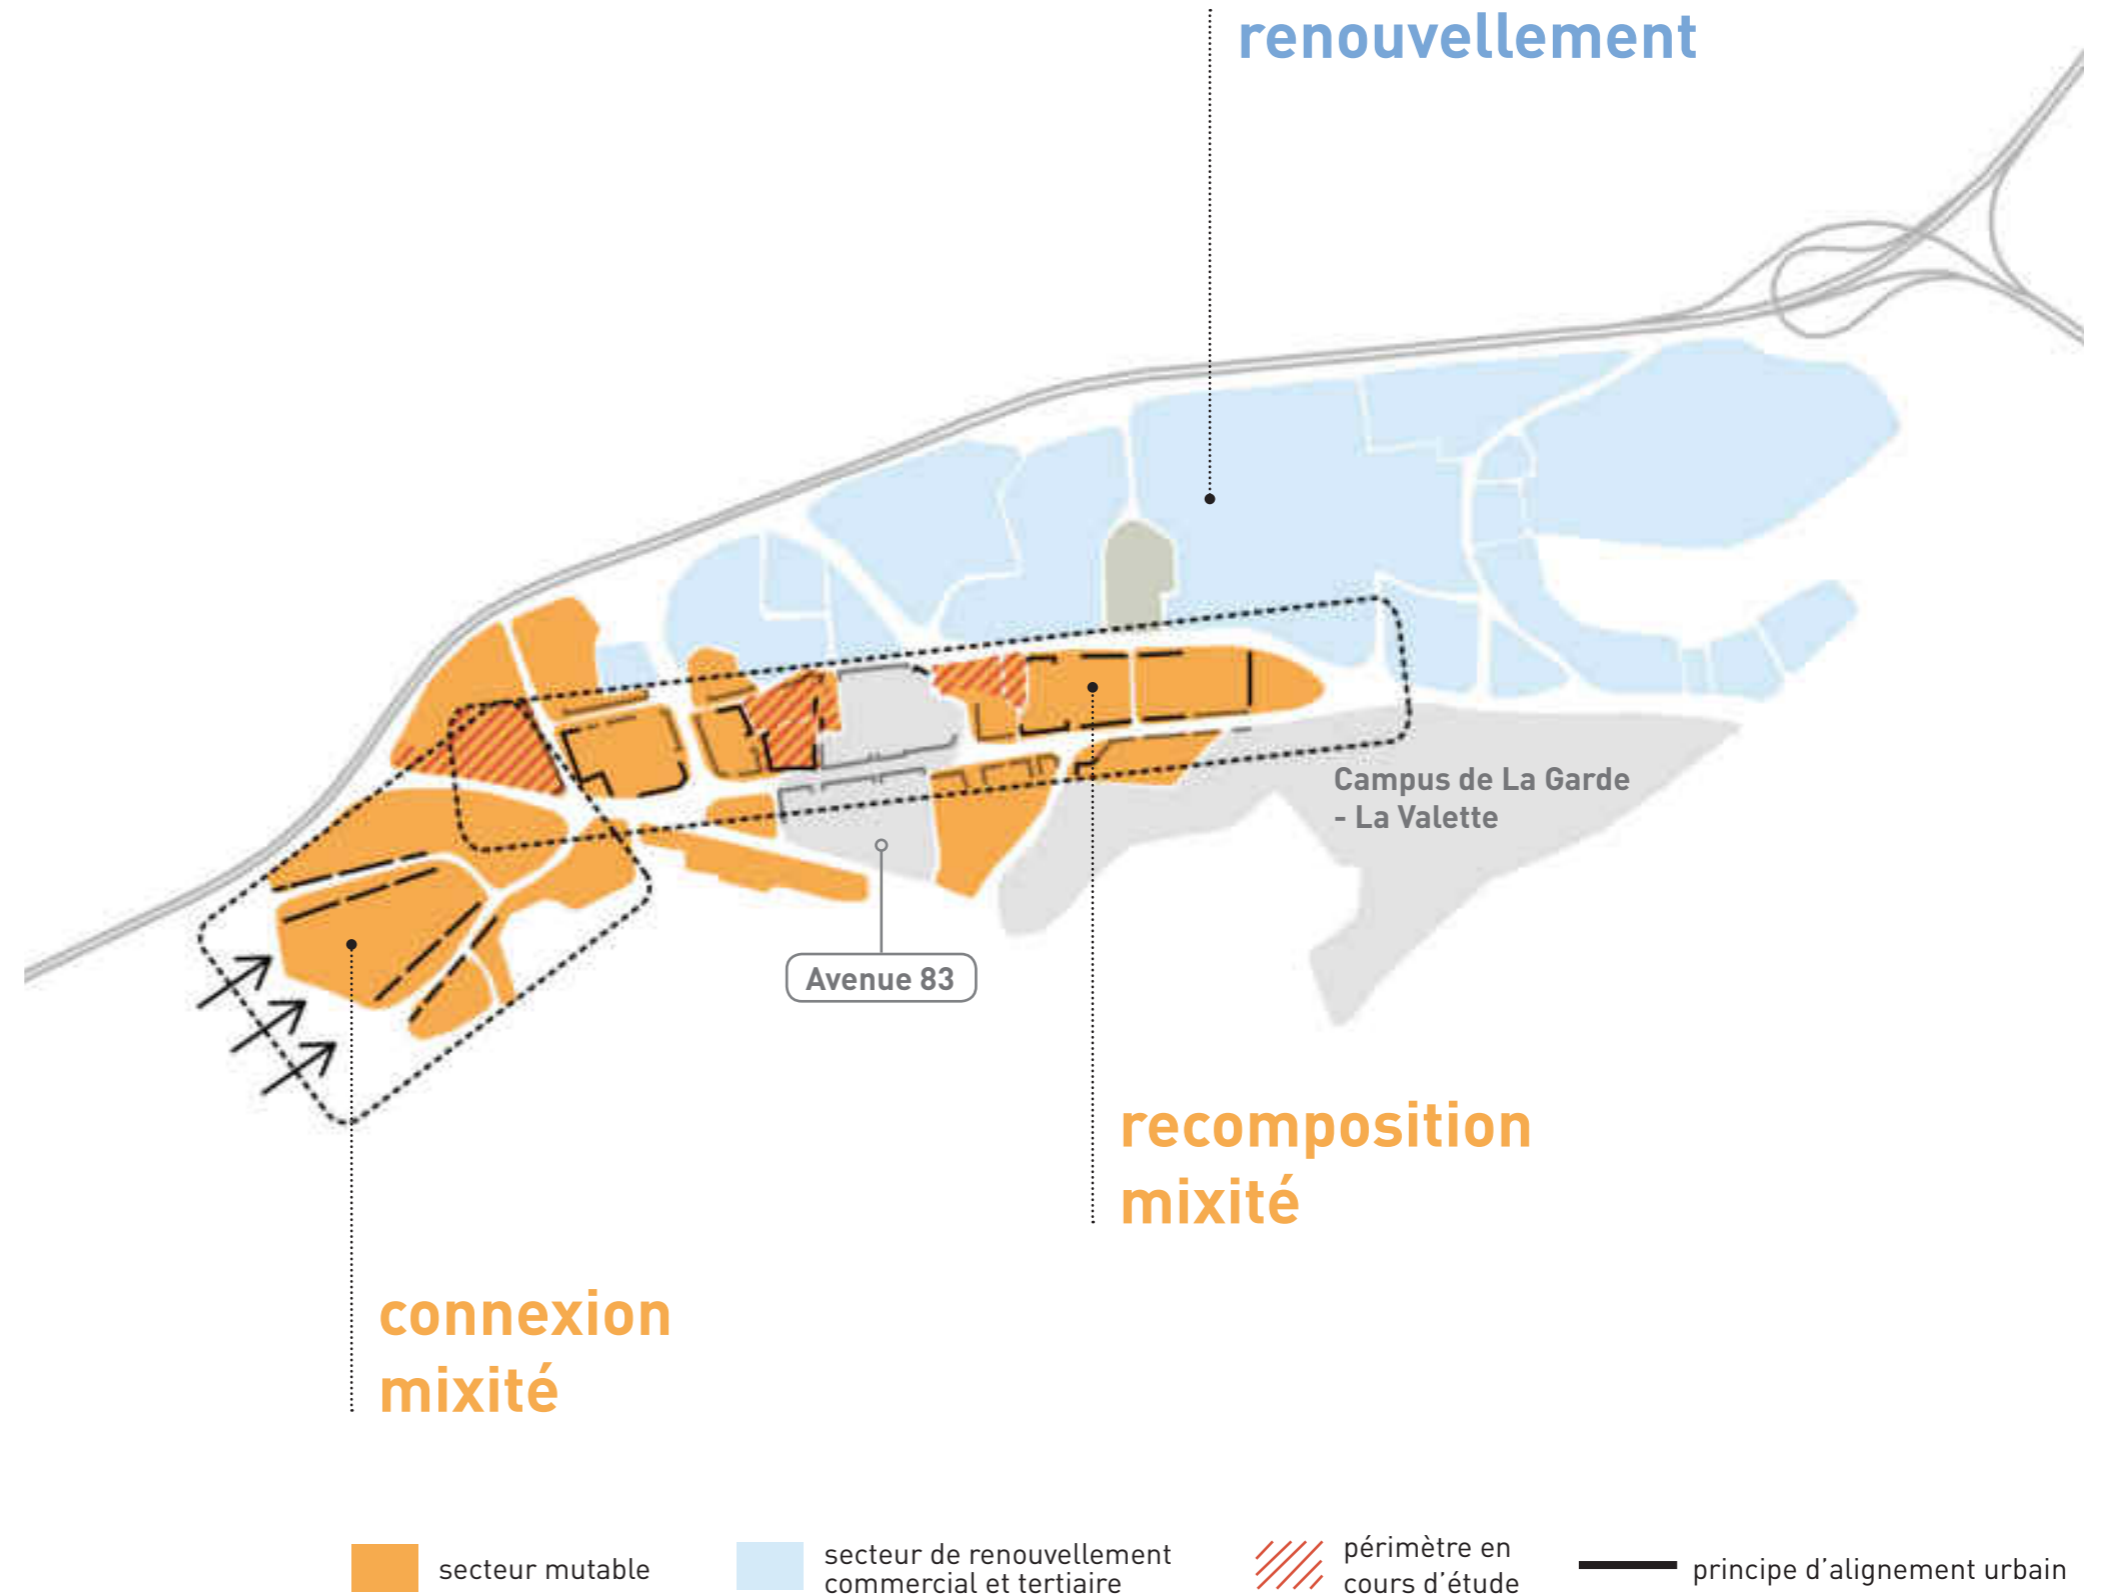 renouvellement
Campus de La Garde
- La Valette
Avenue 83
recomposition
mixité
connexion
mixité
secteur mutable
secteur de renouvellement
commercial et tertiaire
périmètre en
cours d'étude
principe d'alignement urbain